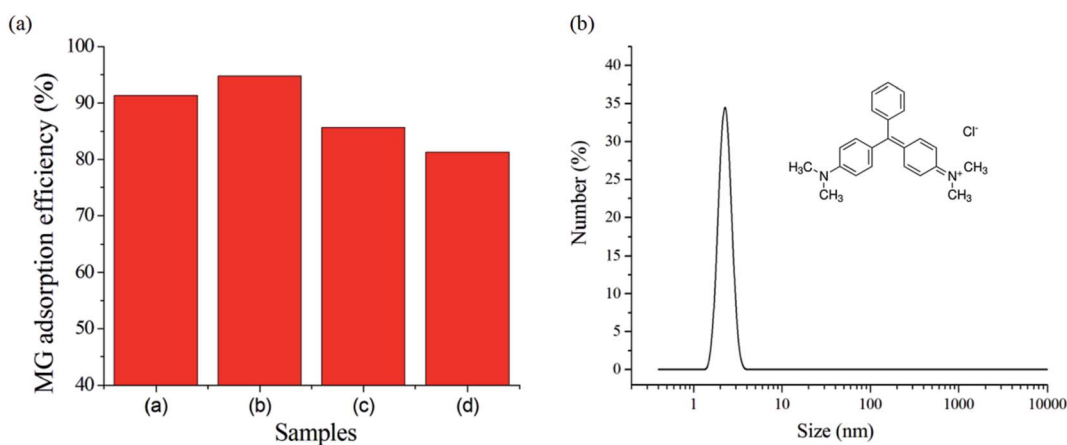 (a)
MG adsorption efficiency (%)
100
90
80
70
60
50
40
(a) (b) (c) (d)
Samples
(b)
Number (%)
40
35
30
25
20
15
10
5
0
1 10 100 1000 10000
Size (nm)
Cl-
H3C
N
CH3
N+
CH3
CH3